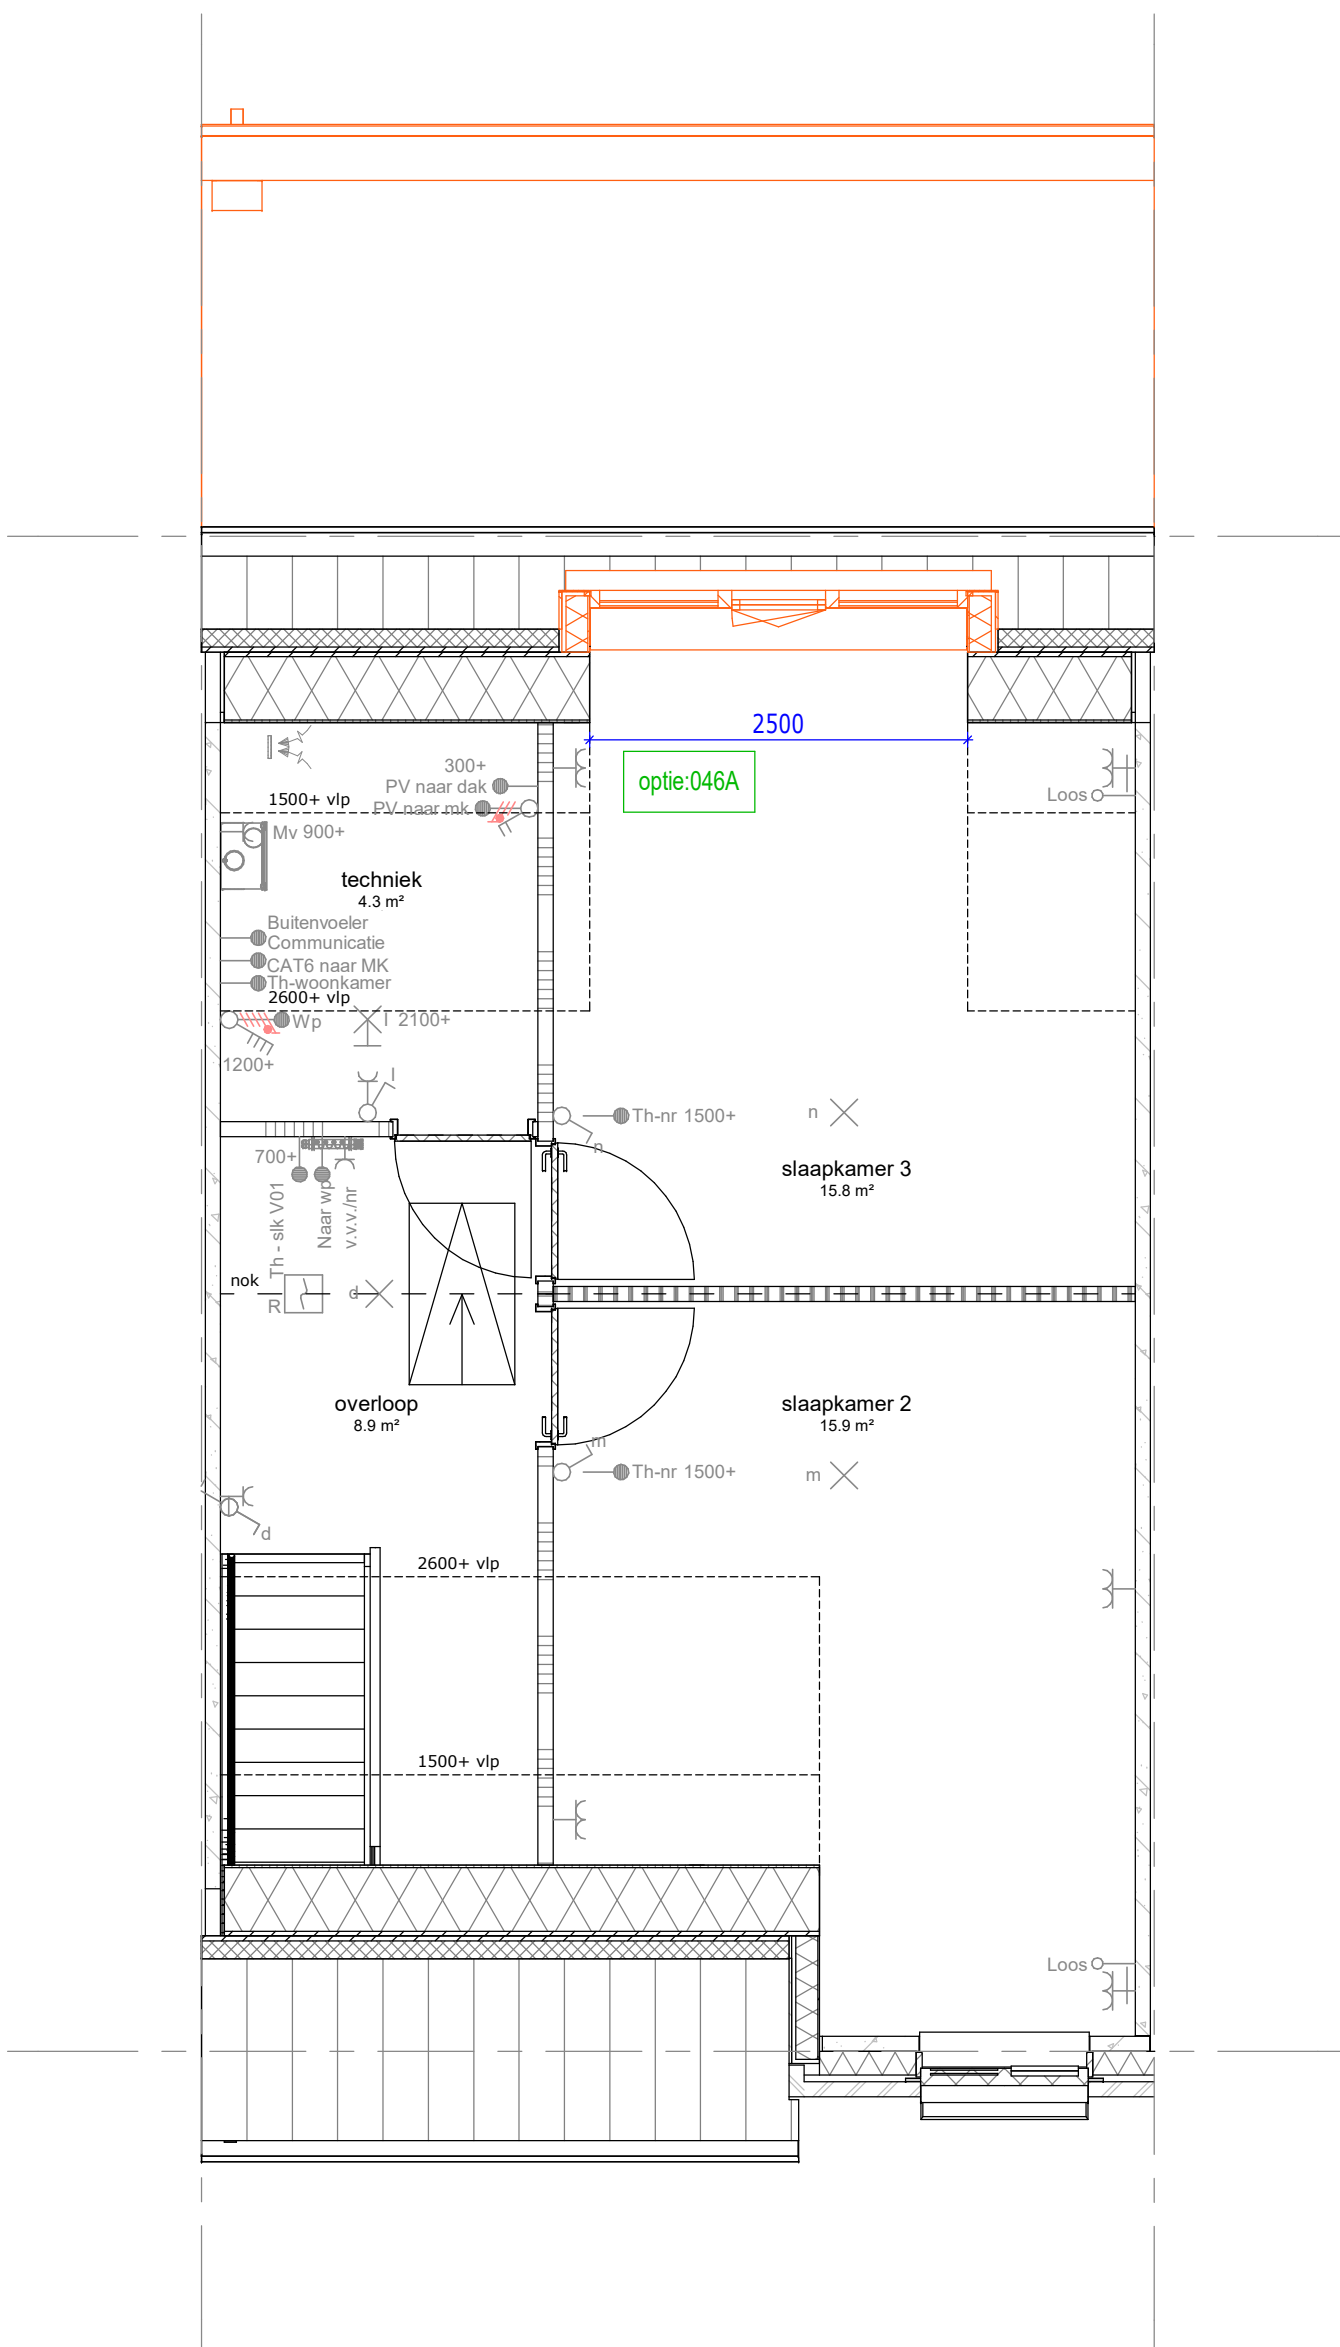 2500
optie:046A
300+
PV naar dak
PV naar mk
Loos
1500+ vlp
Mv 900+
techniek
4.3 m²
Buitenvoeler
Communicatie
CAT6 naar MK
Th-woonkamer
2600+ vlp
Wp
l 2100+
1200+
l
Th-nr 1500+
n
n
700+
slaapkamer 3
15.8 m²
Th - slk V01
Naar wp
v.v.v./nr
nok
R
d
overloop
8.9 m²
slaapkamer 2
15.9 m²
m
Th-nr 1500+
m
d
2600+ vlp
1500+ vlp
Loos